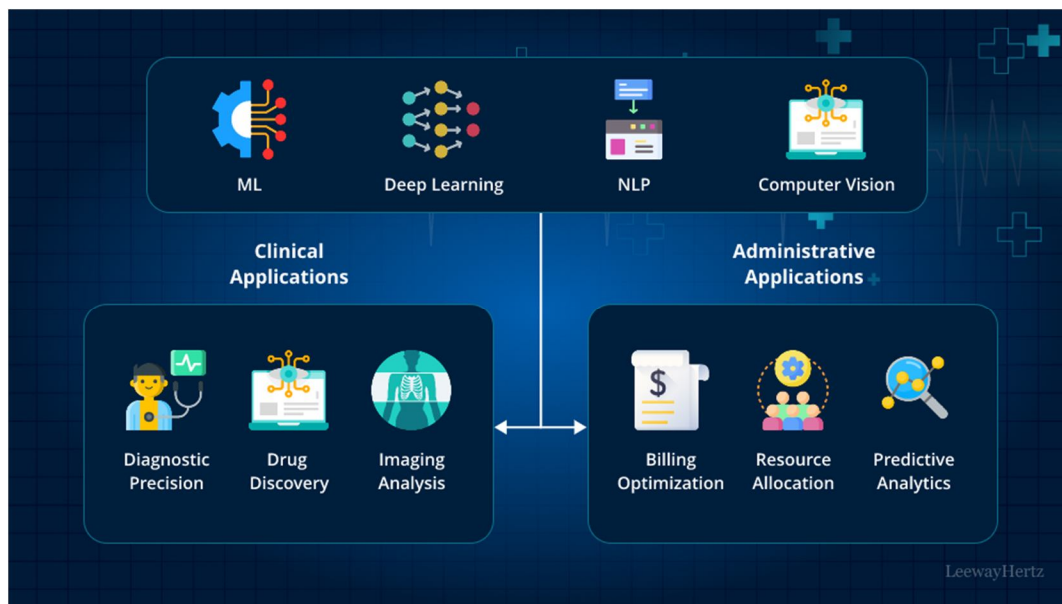 ML
Deep Learning
NLP
Computer Vision
Clinical
Applications
Administrative
Applications
$
Diagnostic
Precision
Drug
Discovery
Imaging
Analysis
Billing
Optimization
Resource
Allocation
Predictive
Analytics
LeewayHertz